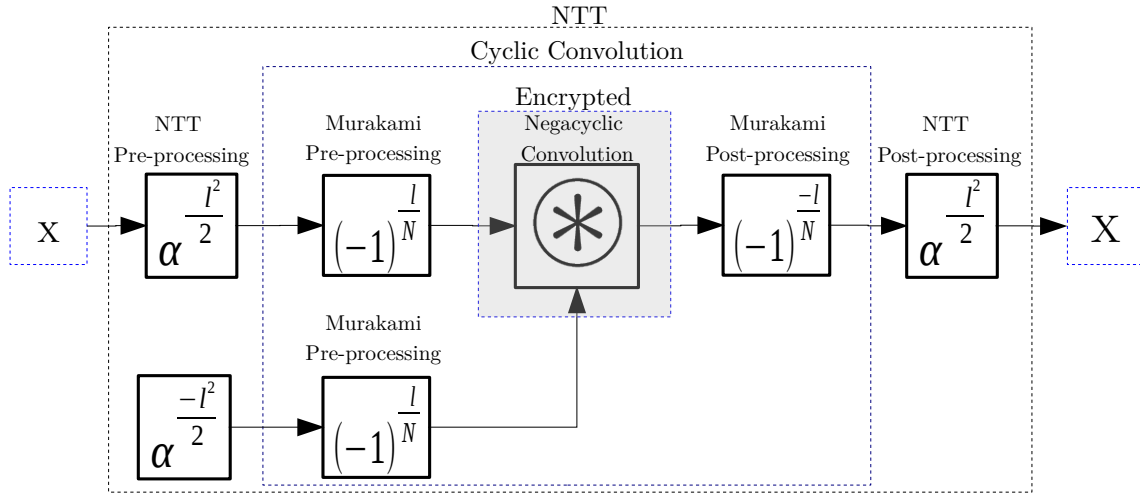 NTT
Cyclic Convolution
Encrypted
NTT
Pre-processing
Murakami
Pre-processing
Negacyclic
Convolution
Murakami
Post-processing
NTT
Post-processing
x
α^(l²/2)
(−1)^(l/N)
(−1)^(−l/N)
α^(l²/2)
X
Murakami
Pre-processing
α^(−l²/2)
(−1)^(l/N)